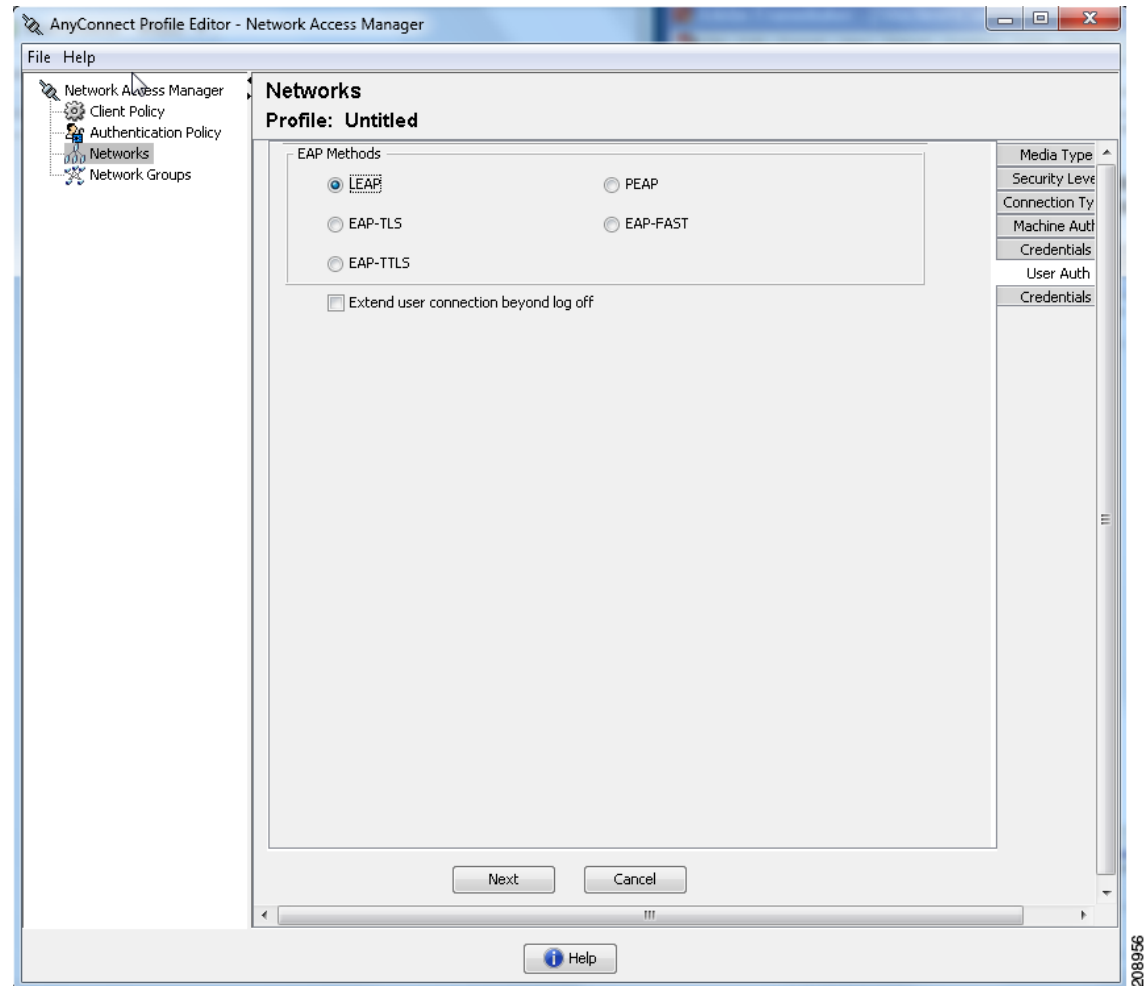 AnyConnect Profile Editor - Network Access Manager
File Help
Network Access Manager
Client Policy
Authentication Policy
Networks
Network Groups
Networks
Profile: Untitled
EAP Methods
LEAP
PEAP
EAP-TLS
EAP-FAST
EAP-TTLS
Extend user connection beyond log off
Media Type
Security Leve
Connection Ty
Machine Auth
Credentials
User Auth
Credentials
Next
Cancel
Help
208956